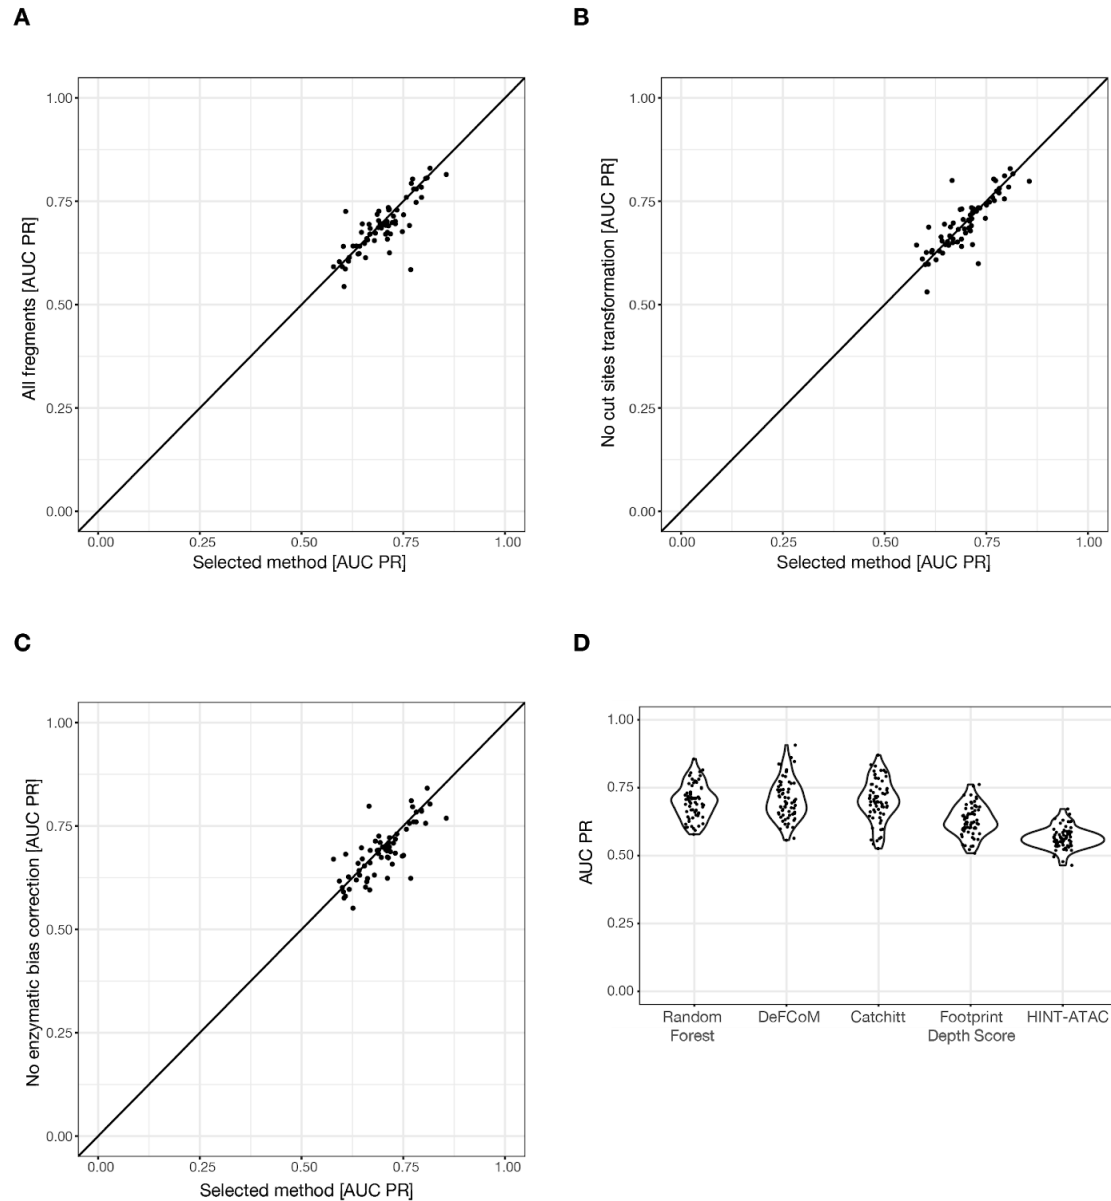 A
All fregments [AUC PR]
1.00
0.75
0.50
0.25
0.00
0.00 0.25 0.50 0.75 1.00
Selected method [AUC PR]
B
No cut sites transformation [AUC PR]
1.00
0.75
0.50
0.25
0.00
0.00 0.25 0.50 0.75 1.00
Selected method [AUC PR]
C
No enzymatic bias correction [AUC PR]
1.00
0.75
0.50
0.25
0.00
0.00 0.25 0.50 0.75 1.00
Selected method [AUC PR]
D
AUC PR
1.00
0.75
0.50
0.25
0.00
Random
Forest
DeFCoM
Catchitt
Footprint
Depth Score
HINT-ATAC